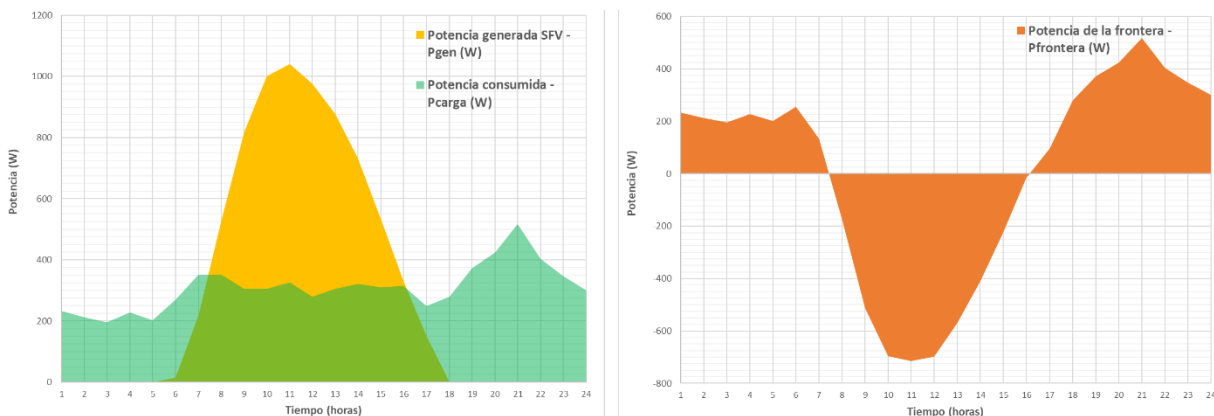 1200
1000
800
600
400
200
0
Potencia (W)
Potencia generada SFV -
Pgen (W)
Potencia consumida -
Pcarga (W)
1 2 3 4 5 6 7 8 9 10 11 12 13 14 15 16 17 18 19 20 21 22 23 24
Tiempo (horas)
600
400
200
0
-200
-400
-600
-800
Potencia (W)
Potencia de la frontera -
Pfrontera (W)
1 2 3 4 5 6 7 8 9 10 11 12 13 14 15 16 17 18 19 20 21 22 23 24
Tiempo (horas)